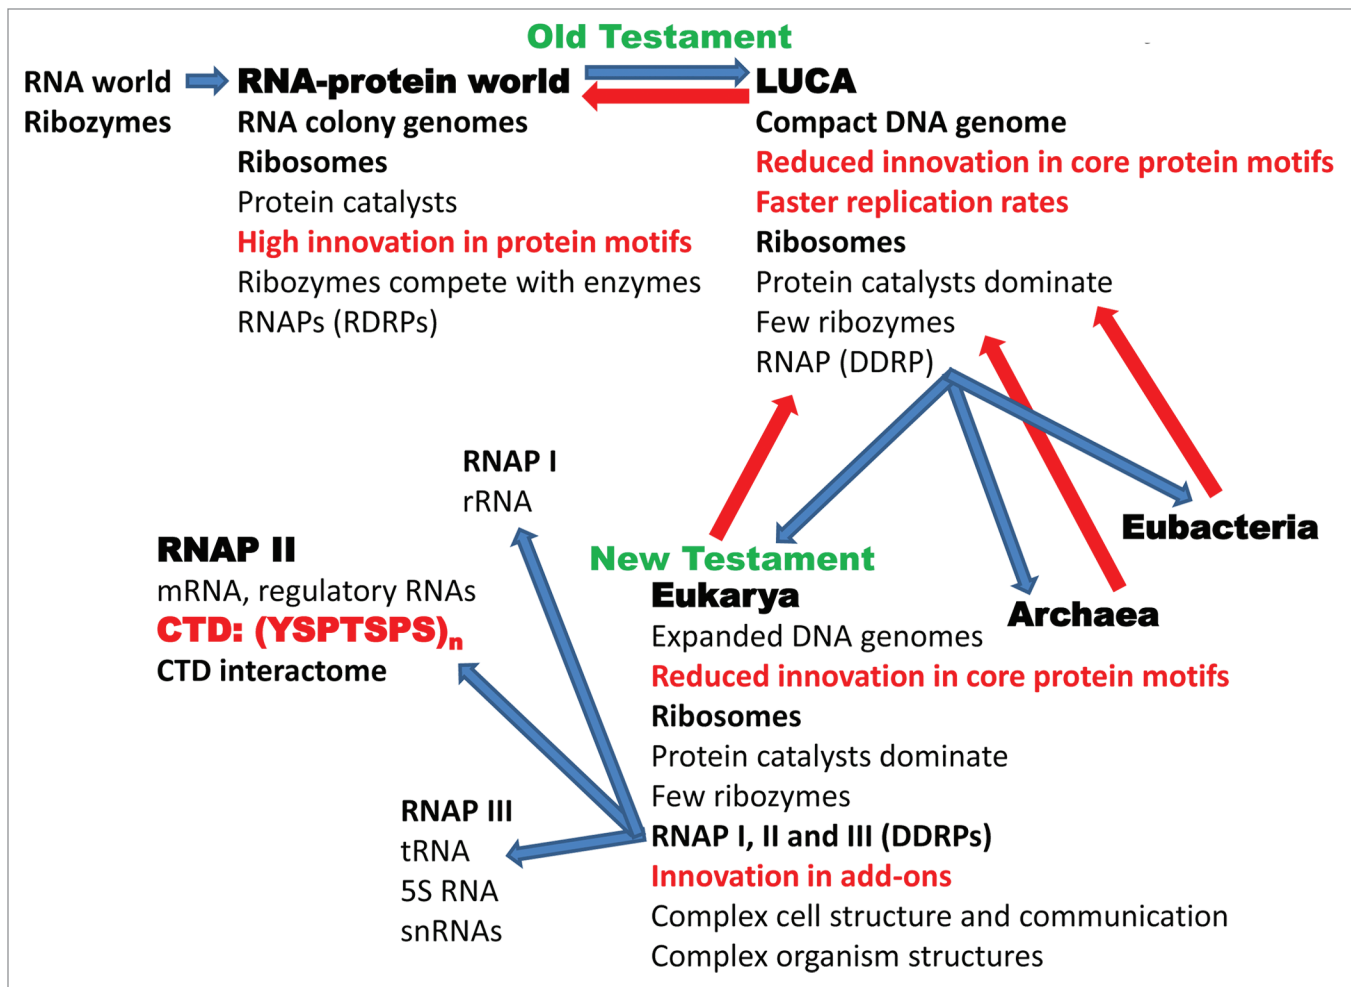 Old Testament
RNA world
Ribozymes
RNA-protein world
RNA colony genomes
Ribosomes
Protein catalysts
High innovation in protein motifs
Ribozymes compete with enzymes
RNAPs (RDRPs)
LUCA
Compact DNA genome
Reduced innovation in core protein motifs
Faster replication rates
Ribosomes
Protein catalysts dominate
Few ribozymes
RNAP (DDRP)
RNAP I
rRNA
RNAP II
mRNA, regulatory RNAs
CTD: (YSPTSPS)n
CTD interactome
RNAP III
tRNA
5S RNA
snRNAs
New Testament
Eukarya
Expanded DNA genomes
Reduced innovation in core protein motifs
Ribosomes
Protein catalysts dominate
Few ribozymes
RNAP I, II and III (DDRPs)
Innovation in add-ons
Complex cell structure and communication
Complex organism structures
Archaea
Eubacteria